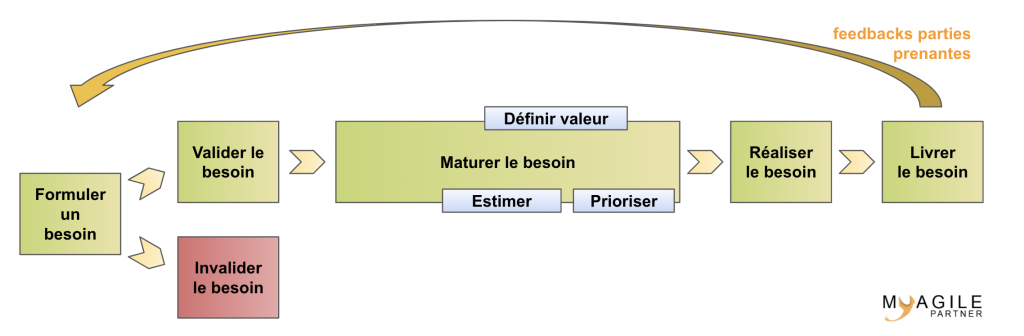 feedbacks parties
prenantes
Formuler
un
besoin
Valider le
besoin
Invalider
le besoin
Définir valeur
Maturer le besoin
Estimer
Prioriser
Réaliser
le besoin
Livrer
le besoin
MyAGILE
PARTNER